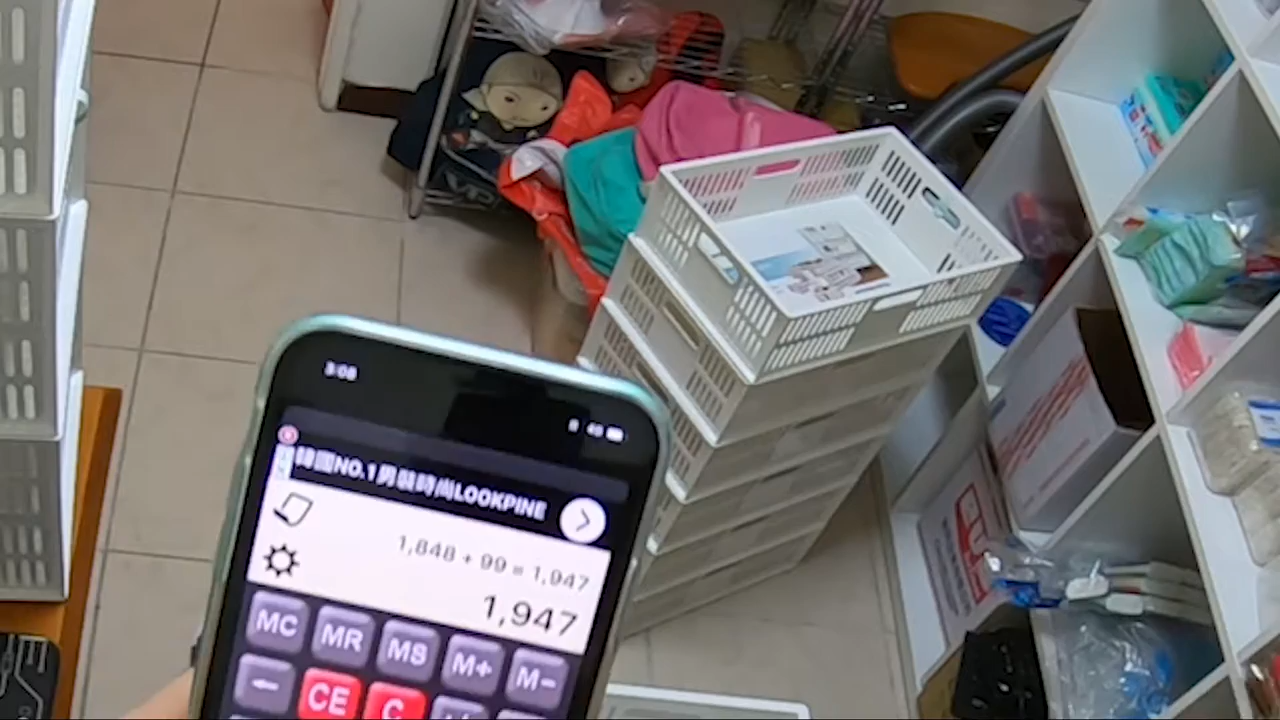 3:08
韓國NO.1男裝時尚LOOKPINE
1,848 + 99 = 1,947
1,947
MC MR MS M+ M-
← CE C